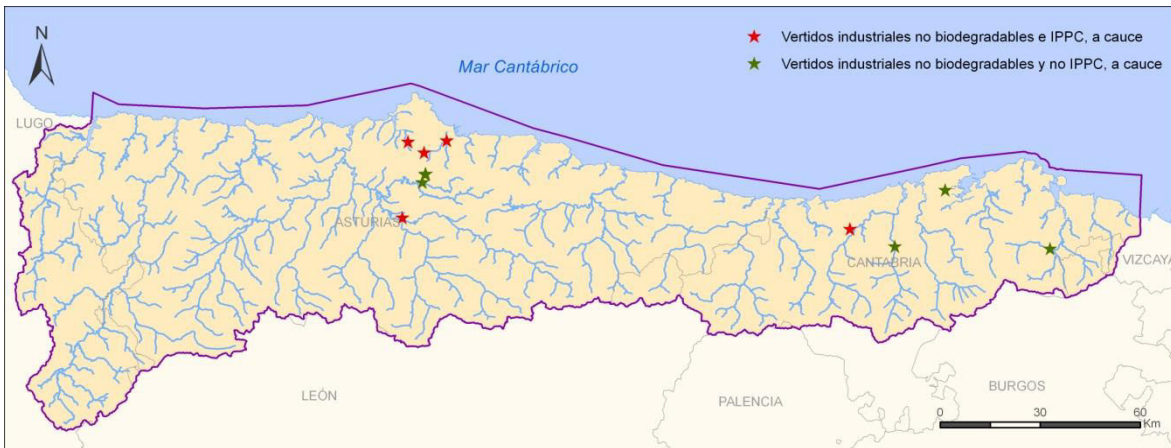 N
Mar Cantábrico
Vertidos industriales no biodegradables e IPPC, a cauce
Vertidos industriales no biodegradables y no IPPC, a cauce
LUGO
ASTURIAS
CANTABRIA
VIZCAYA
LEÓN
PALENCIA
BURGOS
0 30 60
Km